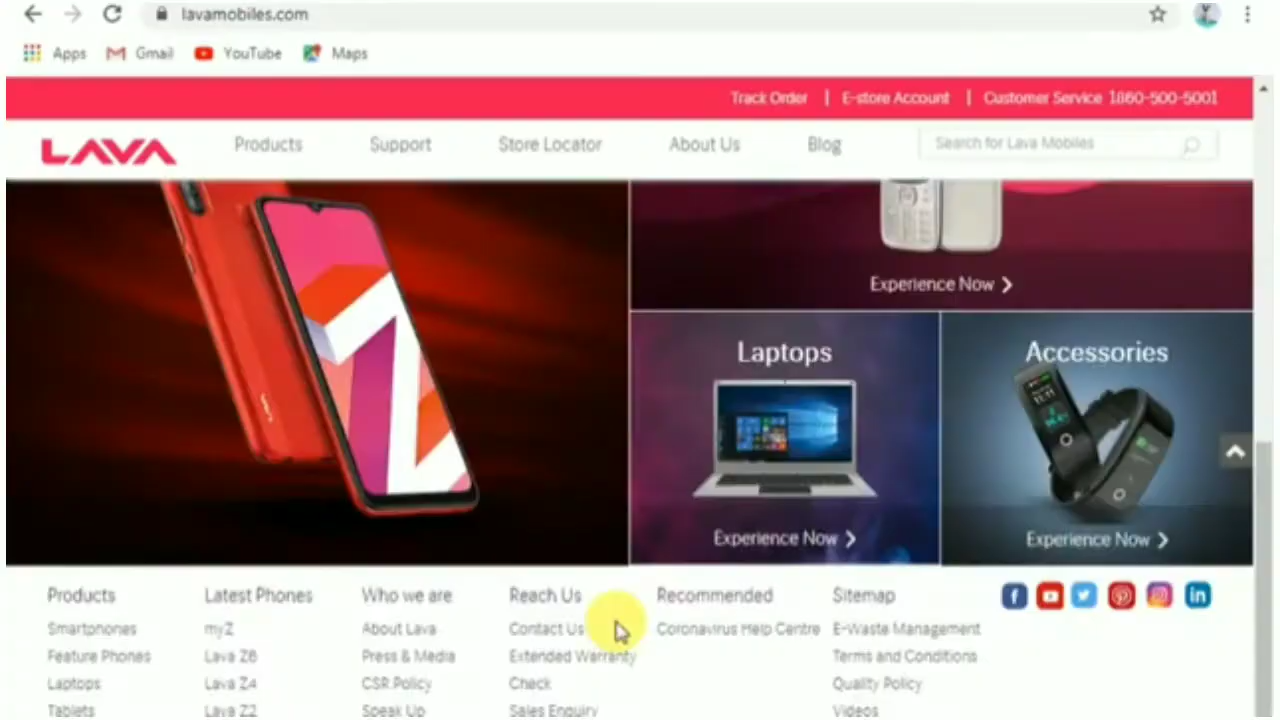 lavamobiles.com
Apps Gmail YouTube Maps
Track Order | E-store Account | Customer Service 1860-500-5001
LAVA Products Support Store Locator About Us Blog Search for Lava Mobiles
Experience Now
Laptops
Experience Now
Accessories
Experience Now
Products
Smartphones
Feature Phones
Laptops
Tablets
Latest Phones
myZ
Lava Z6
Lava Z4
Lava Z2
Who we are
About Lava
Press & Media
CSR Policy
Speak Up
Reach Us
Contact Us
Extended Warranty
Check
Sales Enquiry
Recommended
Coronavirus Help Centre
Sitemap
E-Waste Management
Terms and Conditions
Quality Policy
Videos